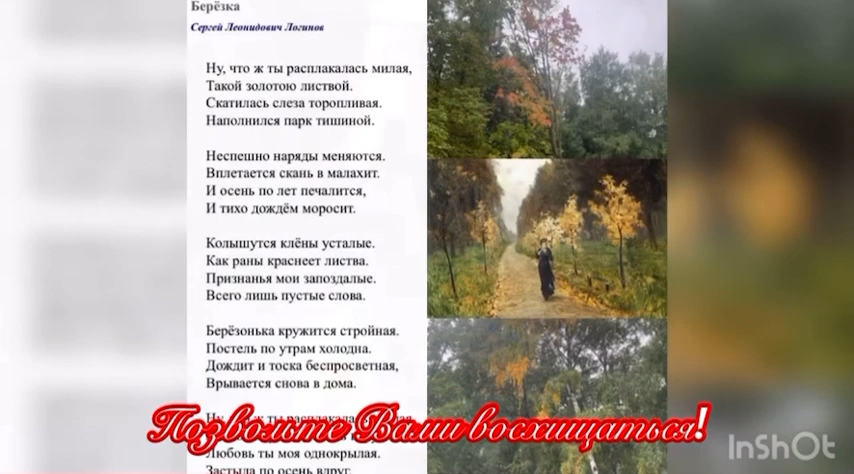 Берёзка
Сергей Леонидович Логинов
Ну, что ж ты расплакалась милая,
Такой золотою листвой.
Скатилась слеза торопливая.
Наполнился парк тишиной.
Неспешно наряды меняются.
Вплетается скань в малахит.
И осень по лет печалится,
И тихо дождём моросит.
Колышутся клёны усталые.
Как раны краснеет листва.
Признанья мои запоздалые.
Всего лишь пустые слова.
Берёзонька кружится стройная.
Постель по утрам холодна.
Дождит и тоска беспросветная,
Врывается снова в дома.
Позвольте Вами восхищаться!
Любовь ты моя однокрылая.
Застыла по осень вдруг
InShOt